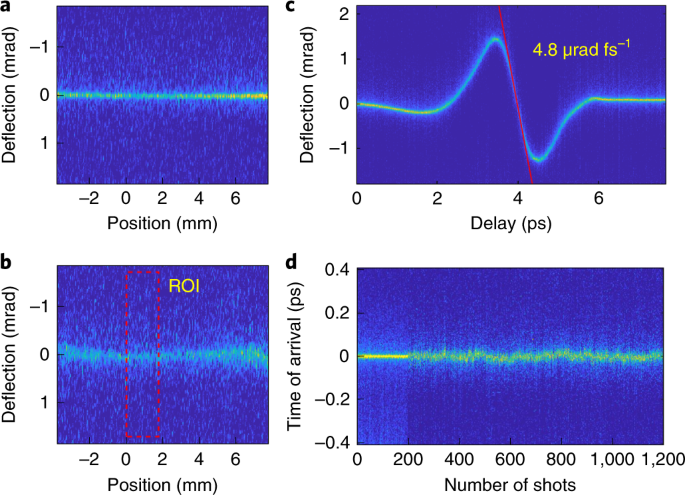 a
Deflection (mrad)
−1
0
1
−2 0 2 4 6
Position (mm)
c
Deflection (mrad)
2
1
0
−1
4.8 μrad fs⁻¹
0 2 4 6
Delay (ps)
b
Deflection (mrad)
−1
0
1
ROI
−2 0 2 4 6
Position (mm)
d
Time of arrival (ps)
0.4
0.2
0
−0.2
−0.4
0 200 400 600 800 1,000 1,200
Number of shots